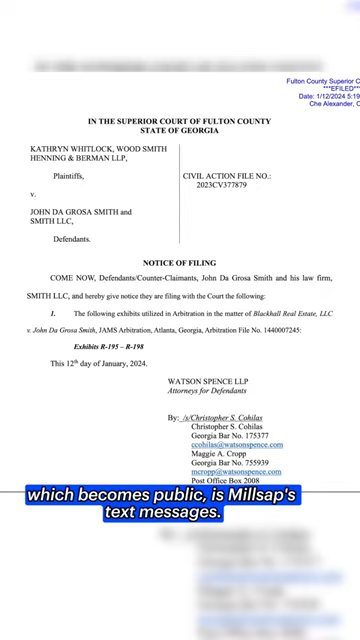 Fulton County Superior C
***EFILED**
Date: 1/12/2024 5:19
Che Alexander, C
IN THE SUPERIOR COURT OF FULTON COUNTY
STATE OF GEORGIA
KATHRYN WHITLOCK, WOOD SMITH
HENNING & BERMAN LLP,
Plaintiffs,
v.
JOHN DA GROSA SMITH and
SMITH LLC,
Defendants.
CIVIL ACTION FILE NO.:
2023CV377879
NOTICE OF FILING
COME NOW, Defendants/Counter-Claimants, John Da Grosa Smith and his law firm,
SMITH LLC, and hereby give notice they are filing with the Court the following:
1. The following exhibits utilized in Arbitration in the matter of Blackhall Real Estate, LLC
v. John Da Grosa Smith, JAMS Arbitration, Atlanta, Georgia, Arbitration File No. 1440007245:
Exhibits R-195 – R-198
This 12th day of January, 2024.
WATSON SPENCE LLP
Attorneys for Defendants
By: /s/Christopher S. Cohilas
Christopher S. Cohilas
Georgia Bar No. 175377
ccohilas@watsonspence.com
Maggie A. Cropp
Georgia Bar No. 755939
mcropp@watsonspence.com
Post Office Box 2008
which becomes public, is Millsap's
text messages.